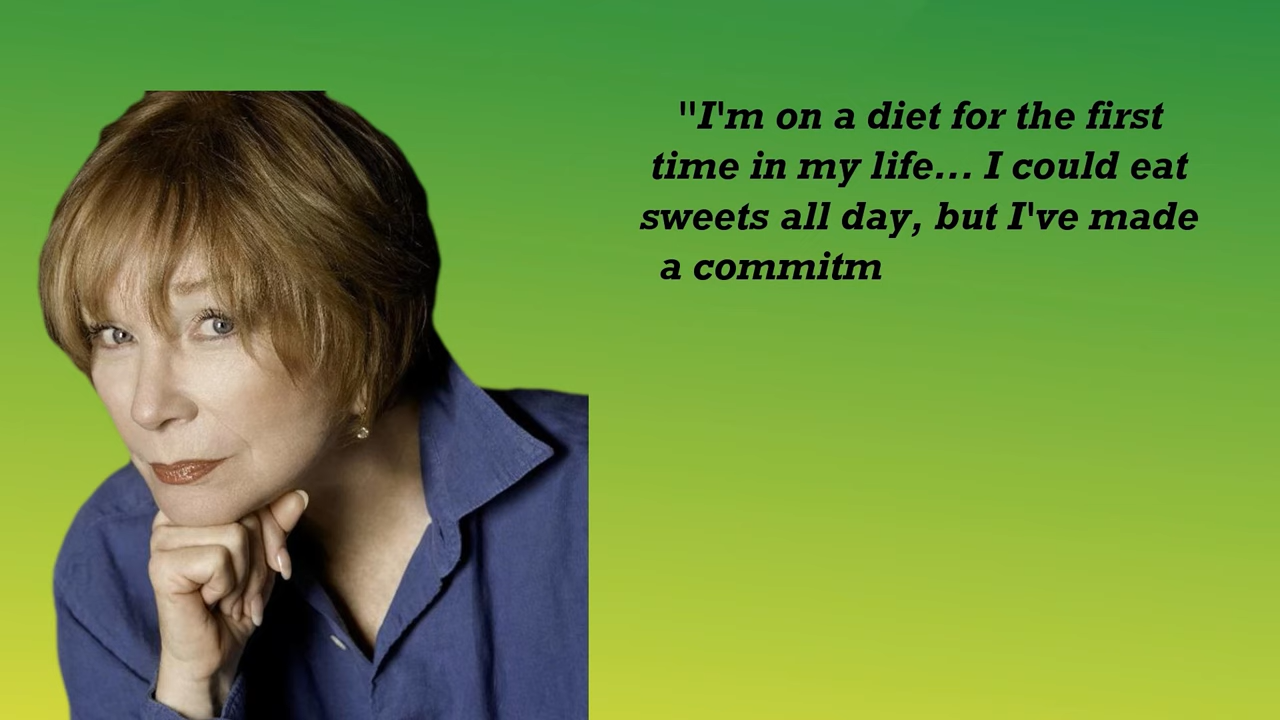 "I'm on a diet for the first
time in my life... I could eat
sweets all day, but I've made
a commitm